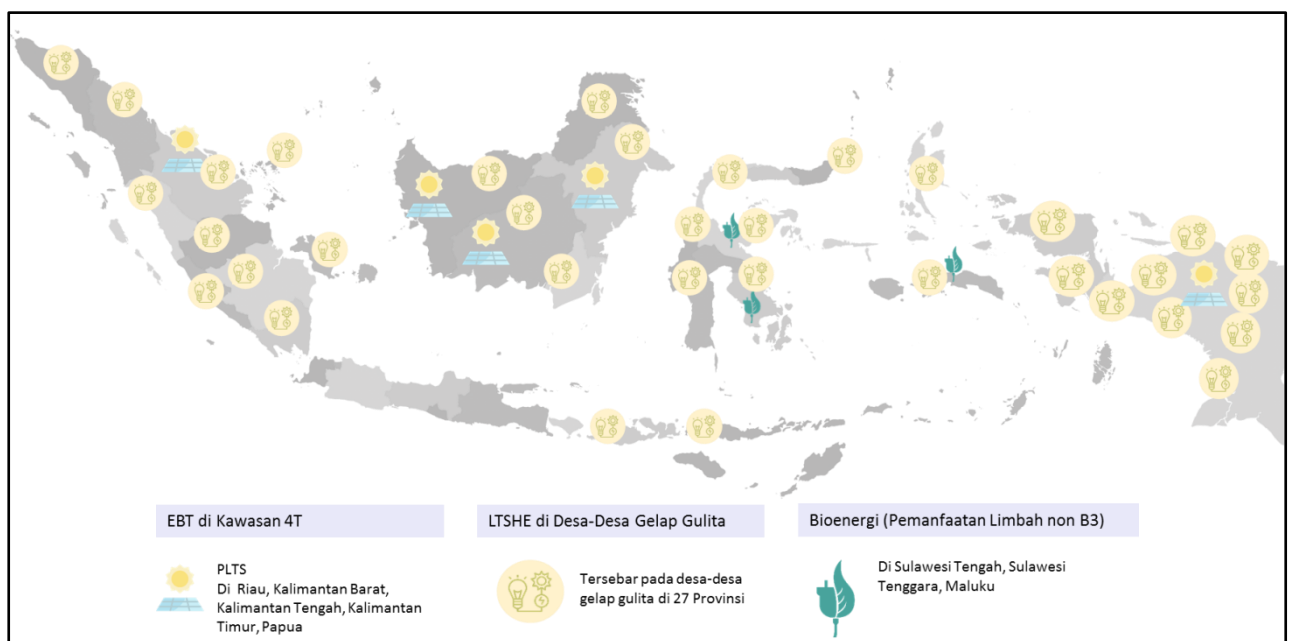 EBT di Kawasan 4T
PLTS
Di Riau, Kalimantan Barat,
Kalimantan Tengah, Kalimantan
Timur, Papua
LTSHE di Desa-Desa Gelap Gulita
Tersebar pada desa-desa
gelap gulita di 27 Provinsi
Bioenergi (Pemanfaatan Limbah non B3)
Di Sulawesi Tengah, Sulawesi
Tenggara, Maluku